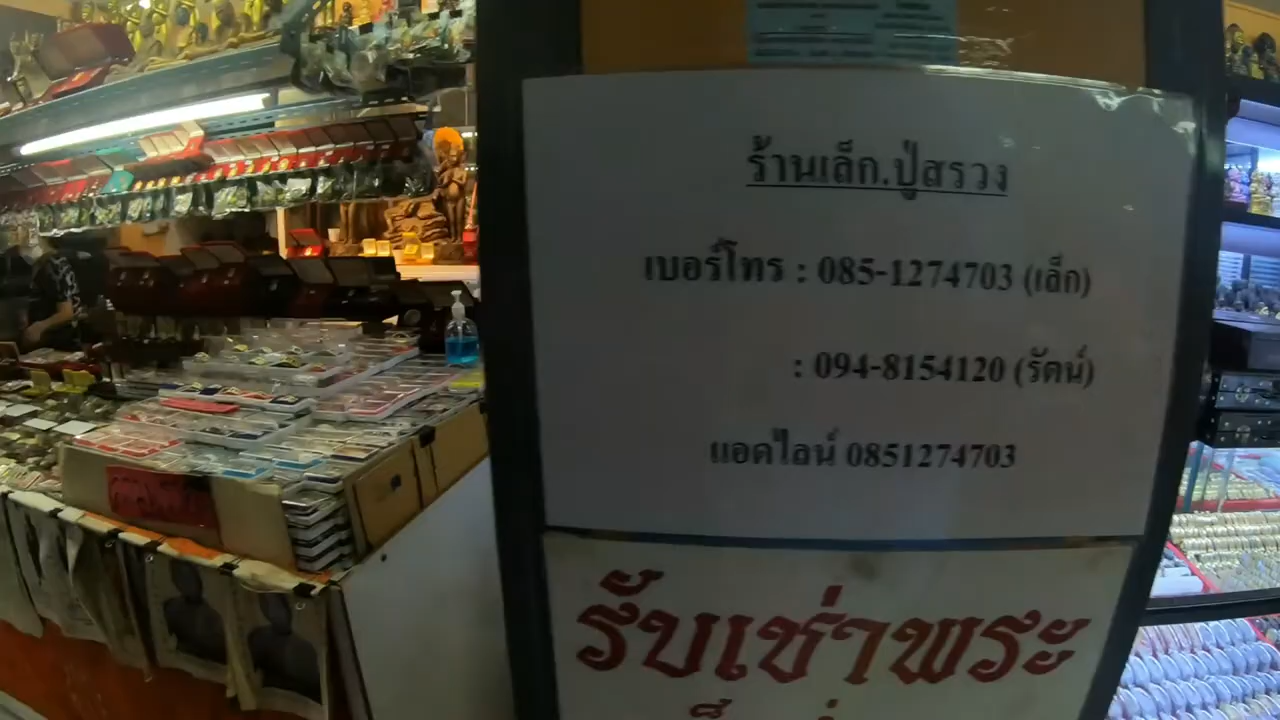 ร้านเล็ก.ปู่สรวง
เบอร์โทร : 085-1274703 (เล็ก)
: 094-8154120 (รัตน์)
แอดไลน์ 0851274703
รับเช่าพระ